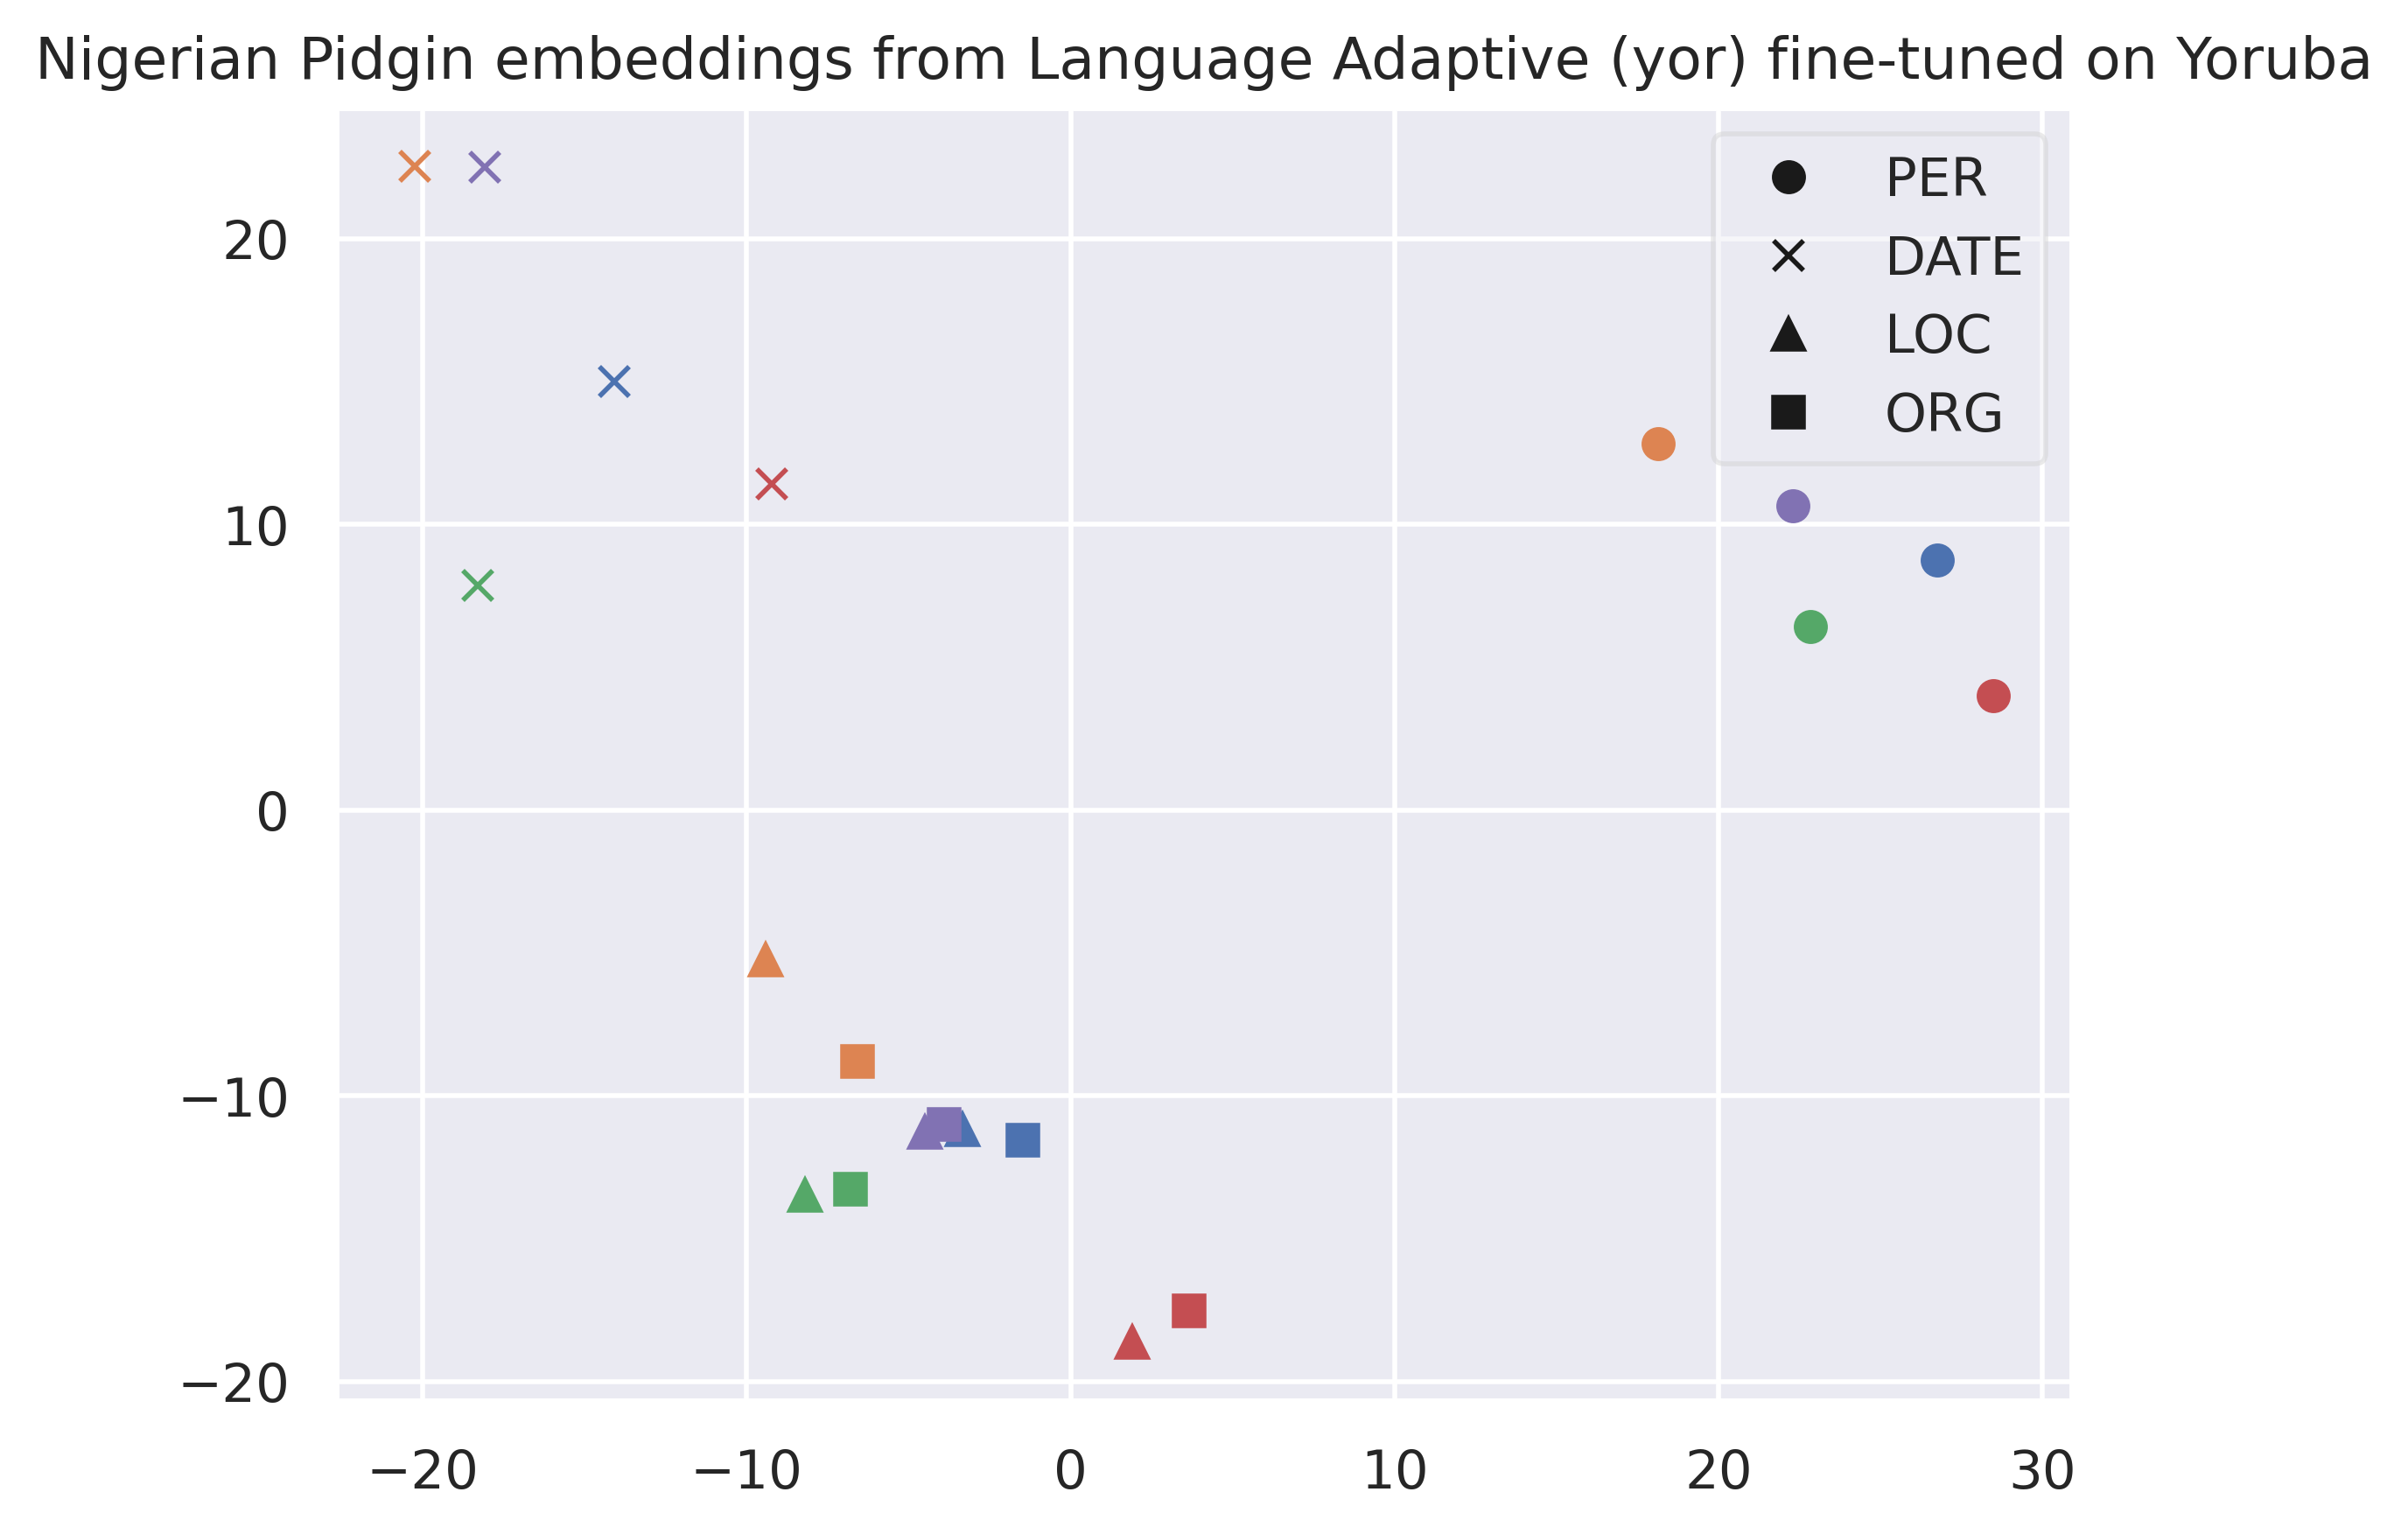 Nigerian Pidgin embeddings from Language Adaptive (yor) fine-tuned on Yoruba
PER
DATE
LOC
ORG
20
10
0
−10
−20
−20 −10 0 10 20 30